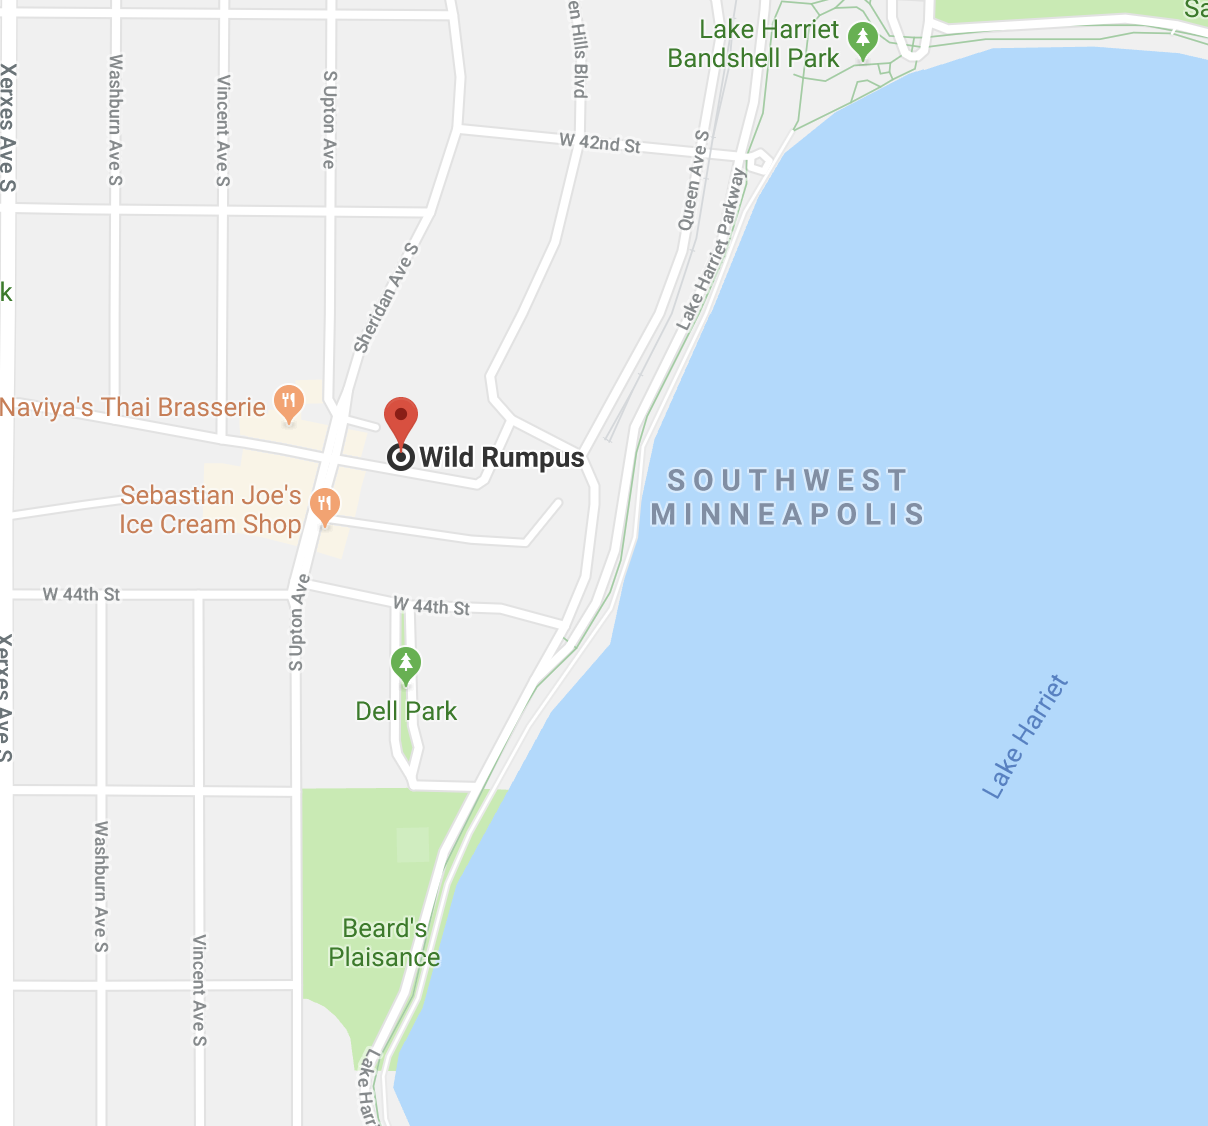 Sa
en Hills Blvd
Lake Harriet
Bandshell Park
Xerxes Ave S
Washburn Ave S
Vincent Ave S
S Upton Ave
W 42nd St
Queen Ave S
Lake Harriet Parkway
Sheridan Ave S
k
Naviya's Thai Brasserie
Wild Rumpus
SOUTHWEST
MINNEAPOLIS
Sebastian Joe's
Ice Cream Shop
W 44th St
W 44th St
S Upton Ave
Xerxes Ave S
Dell Park
Lake Harriet
Washburn Ave S
Vincent Ave S
Beard's
Plaisance
Lake Harr